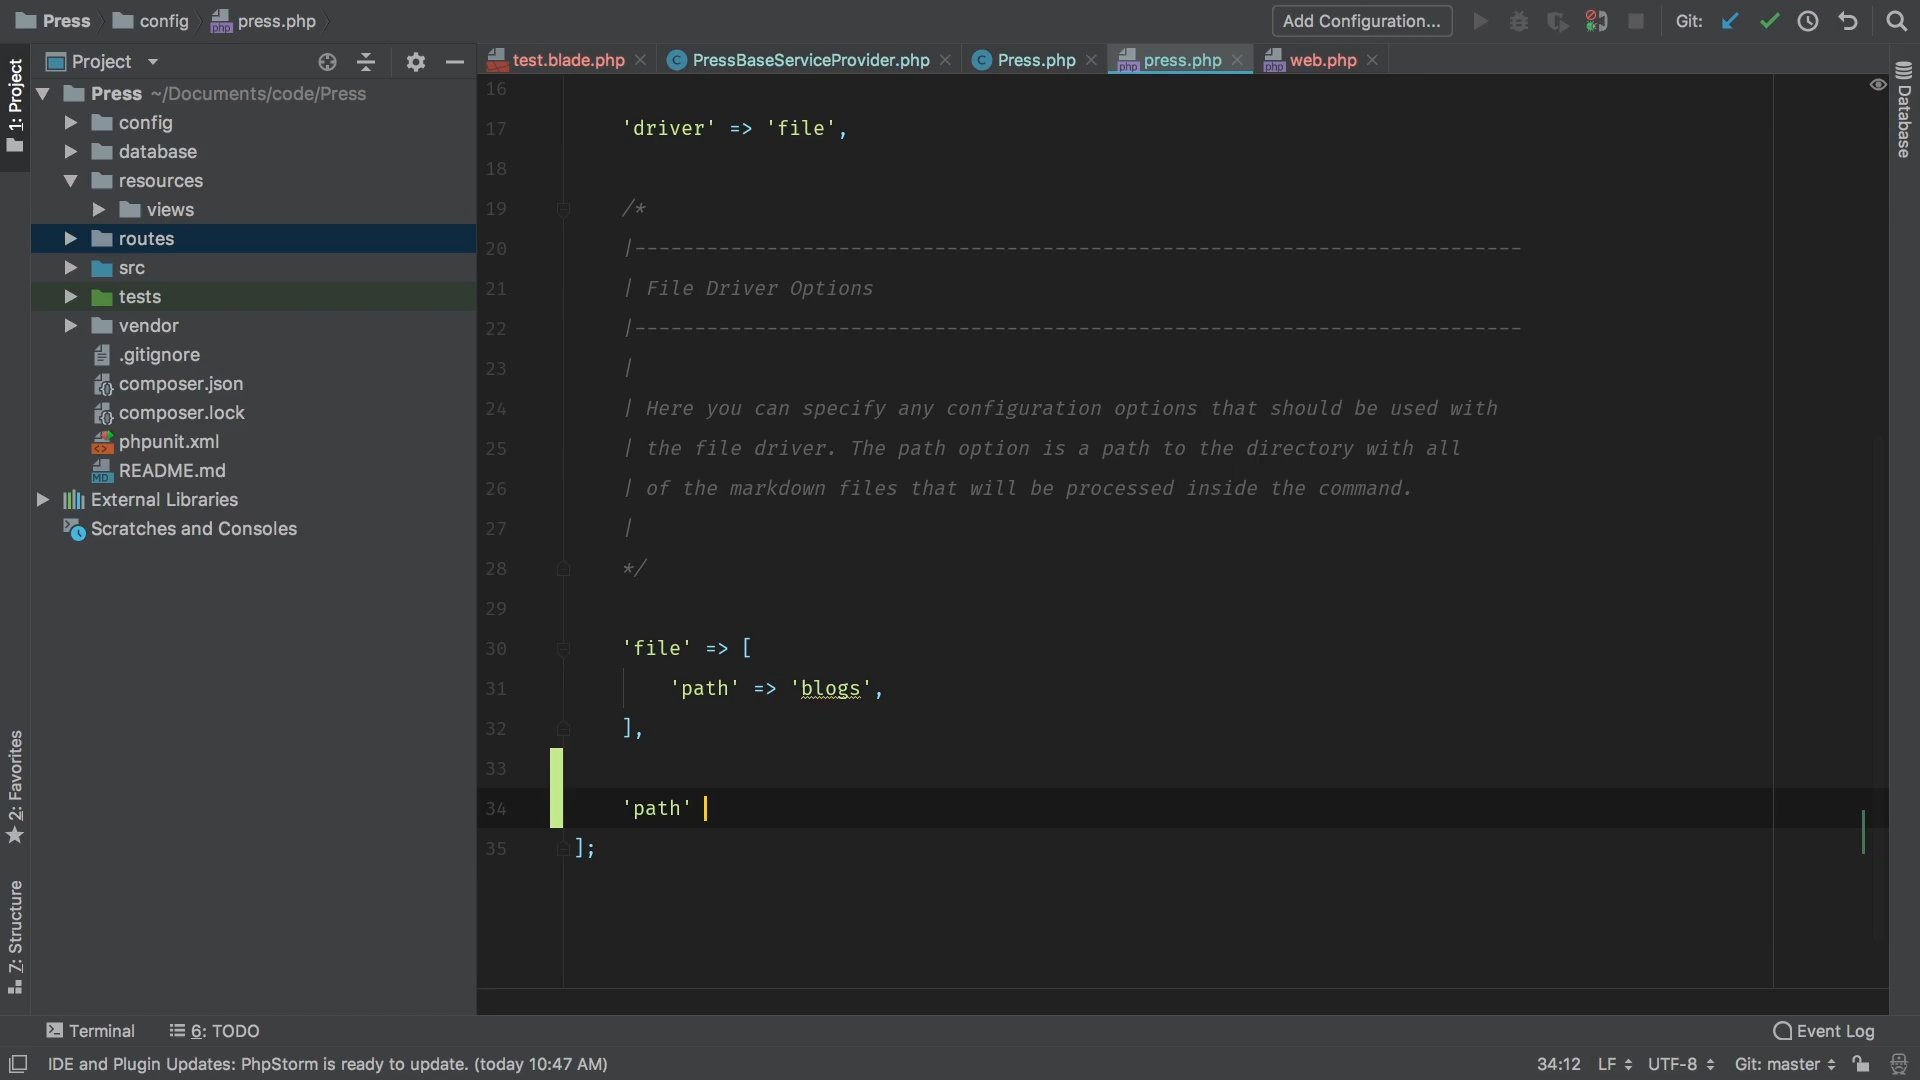 Press config press.php Add Configuration... Git:
Project test.blade.php PressBaseServiceProvider.php Press.php press.php web.php
Press ~/Documents/code/Press
config
database
resources
views
routes
src
tests
vendor
.gitignore
composer.json
composer.lock
phpunit.xml
README.md
External Libraries
Scratches and Consoles
1: Project
2: Favorites
7: Structure
Database
16
17 'driver' => 'file',
18
19 /*
20 |--------------------------------------------------------------------------
21 | File Driver Options
22 |--------------------------------------------------------------------------
23 |
24 | Here you can specify any configuration options that should be used with
25 | the file driver. The path option is a path to the directory with all
26 | of the markdown files that will be processed inside the command.
27 |
28 */
29
30 'file' => [
31 'path' => 'blogs',
32 ],
33
34 'path'
35 ];
Terminal 6: TODO Event Log
IDE and Plugin Updates: PhpStorm is ready to update. (today 10:47 AM) 34:12 LF UTF-8 Git: master